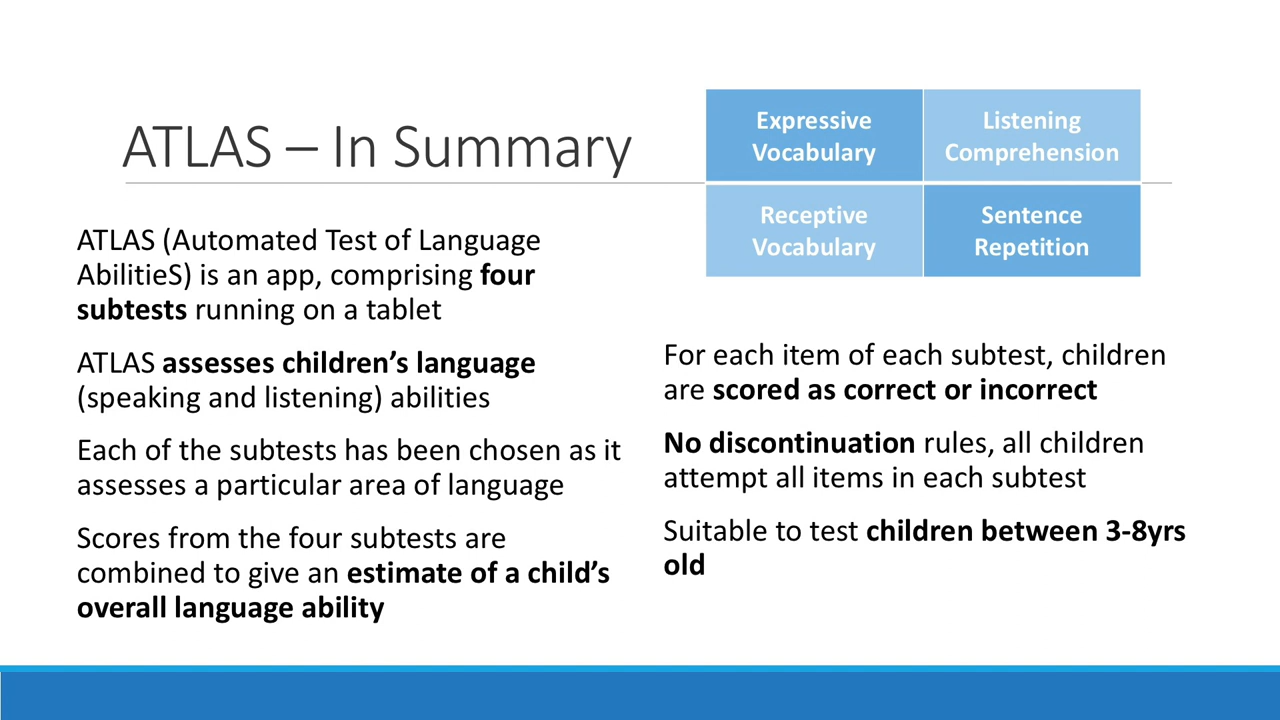 ATLAS – In Summary
Expressive
Vocabulary
Listening
Comprehension
Receptive
Vocabulary
Sentence
Repetition
ATLAS (Automated Test of Language
AbilitieS) is an app, comprising four
subtests running on a tablet
ATLAS assesses children’s language
(speaking and listening) abilities
Each of the subtests has been chosen as it
assesses a particular area of language
Scores from the four subtests are
combined to give an estimate of a child’s
overall language ability
For each item of each subtest, children
are scored as correct or incorrect
No discontinuation rules, all children
attempt all items in each subtest
Suitable to test children between 3-8yrs
old